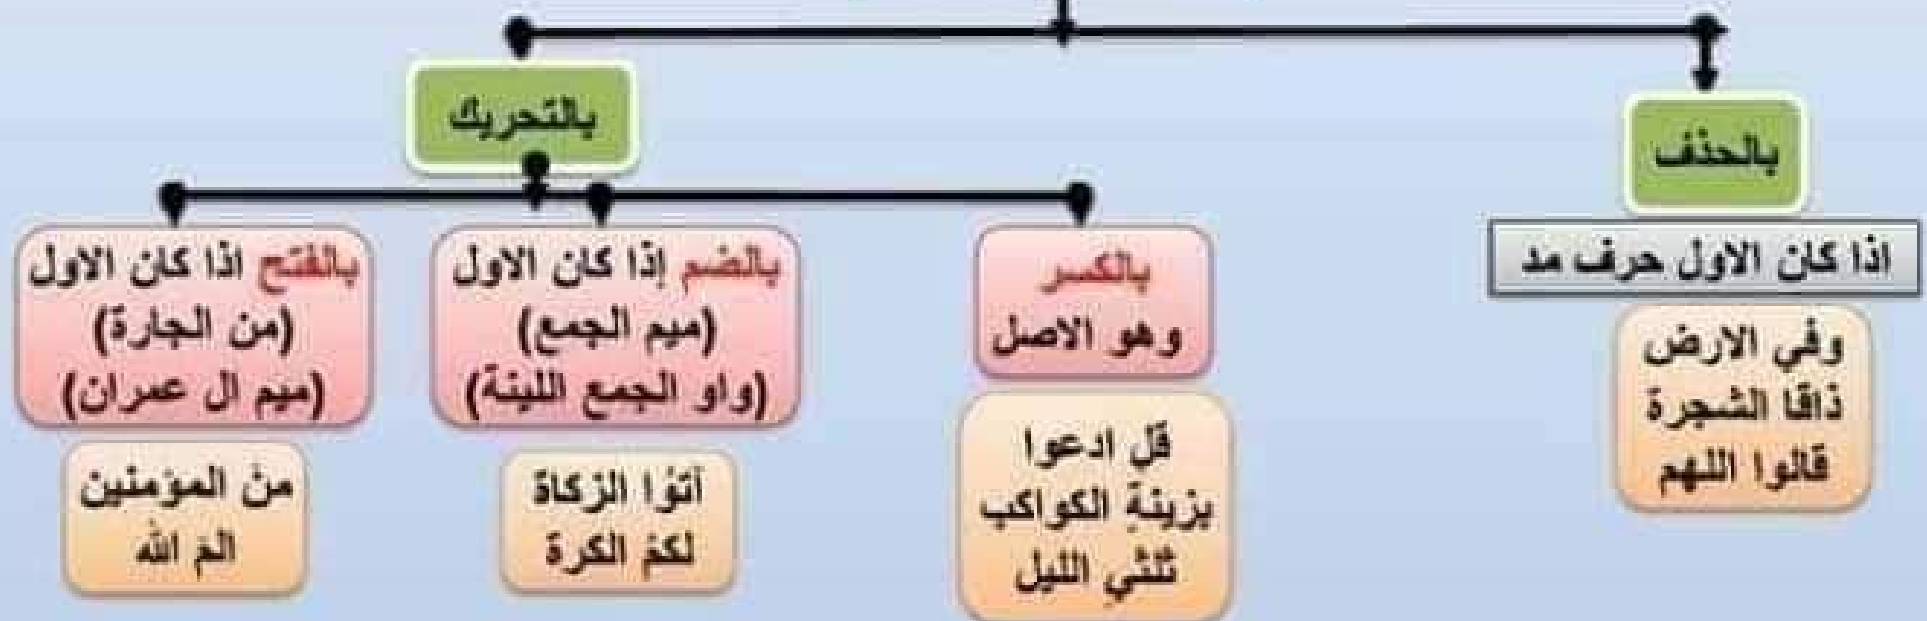 بالحذف
اذا كان الاول حرف مد
وفي الارض
ذاقا الشجرة
قالوا اللهم
بالتحريك
بالكسر
وهو الاصل
قلِ ادعوا
بزينةٍ الكواكب
ثلثيِ الليل
بالضم إذا كان الاول
(ميم الجمع)
(واو الجمع اللينة)
آتوُا الزكاة
لكمُ الكرة
بالفتح اذا كان الاول
(من الجارة)
(ميم ال عمران)
منَ المؤمنين
المَ الله